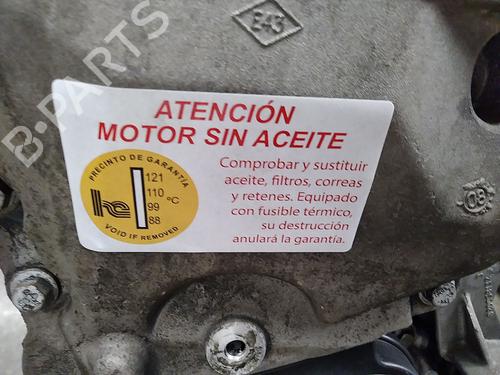 B-PARTS
E43
ATENCIÓN
MOTOR SIN ACEITE
PRECINTO DE GARANTÍA
121
110
99
88
°C
VOID IF REMOVED
Comprobar y sustituir
aceite, filtros, correas
y retenes. Equipado
con fusible térmico,
su destrucción
anulará la garantía.